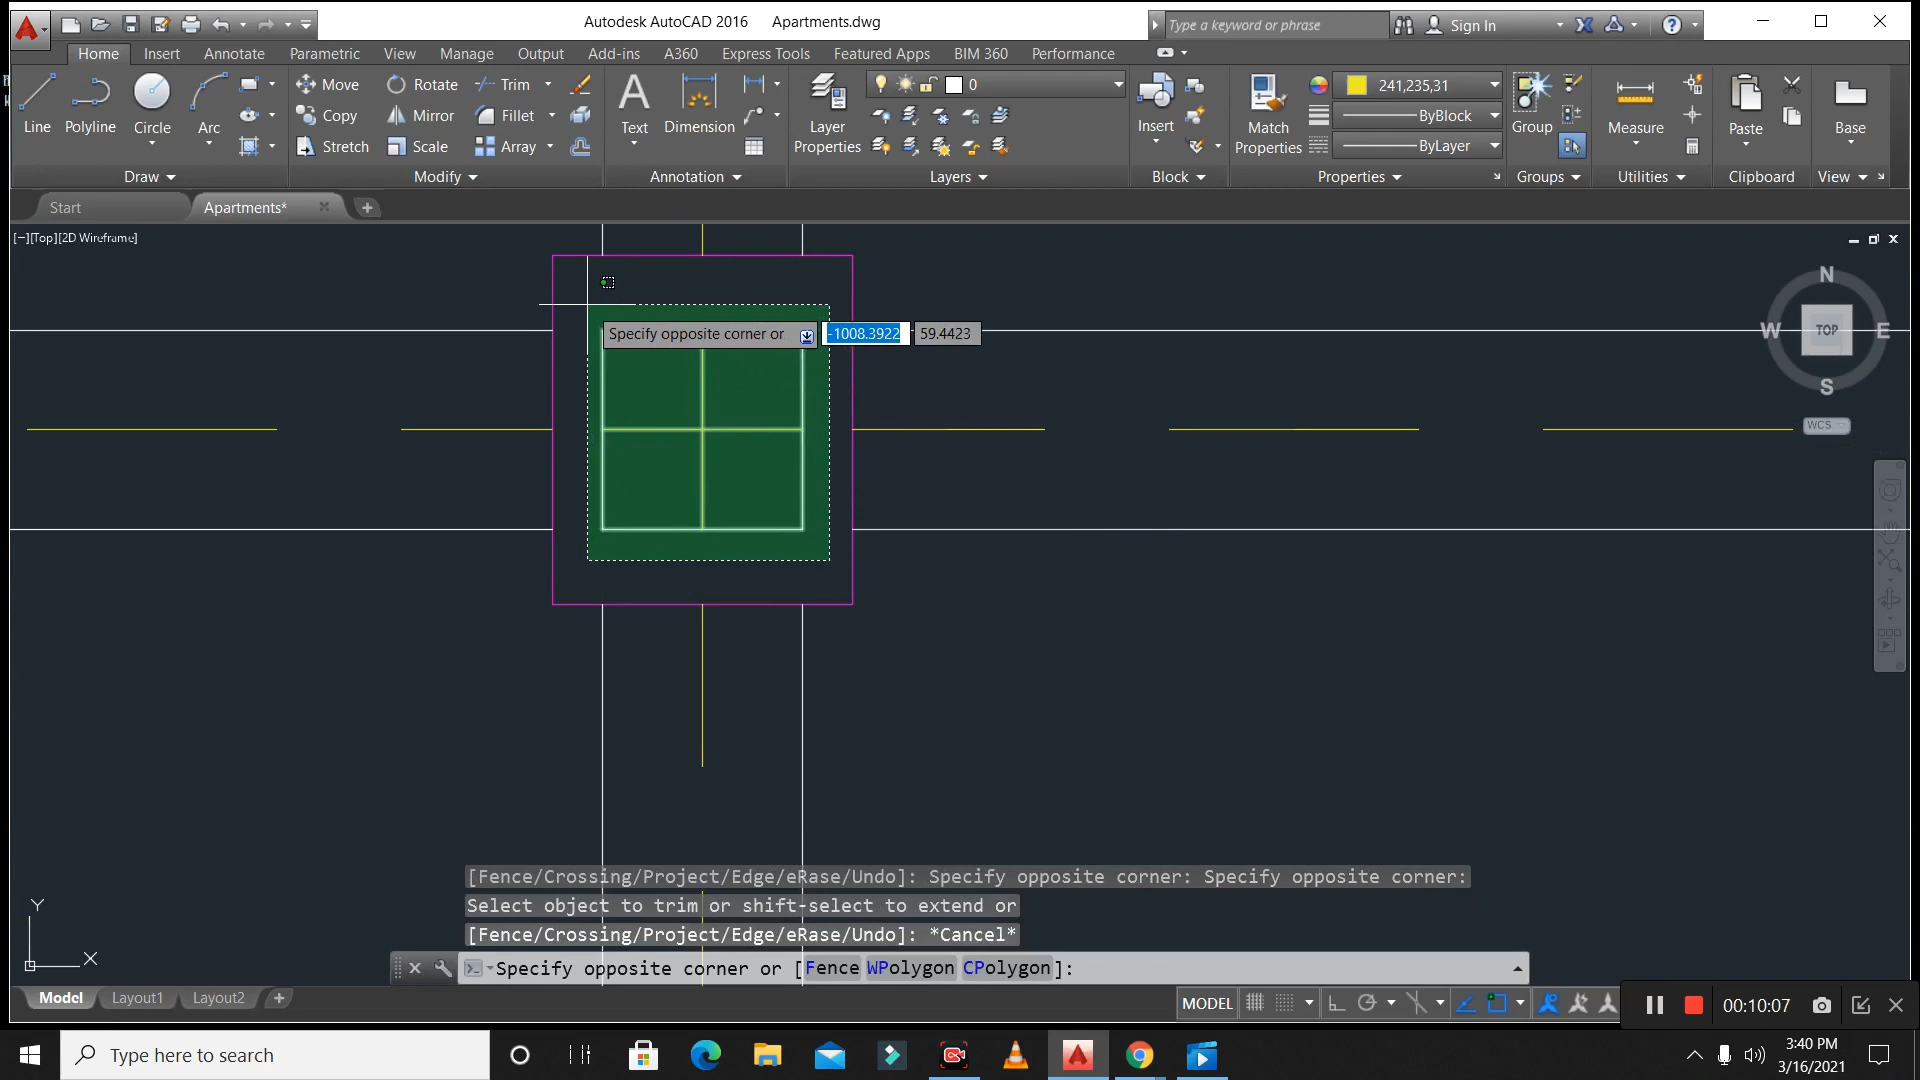 Autodesk AutoCAD 2016 Apartments.dwg
Type a keyword or phrase
Sign In
Home Insert Annotate Parametric View Manage Output Add-ins A360 Express Tools Featured Apps BIM 360 Performance
Line Polyline Circle Arc
Move Rotate Trim
Copy Mirror Fillet
Stretch Scale Array
Text Dimension
Layer Properties
0
Insert
Match Properties
241,235,31
ByBlock
ByLayer
Group
Measure
Paste
Base
Draw Modify Annotation Layers Block Properties Groups Utilities Clipboard View
Start Apartments*
[−][Top][2D Wireframe]
N
W TOP E
S
WCS
Specify opposite corner or -1008.3922 59.4423
[Fence/Crossing/Project/Edge/eRase/Undo]: Specify opposite corner: Specify opposite corner:
Select object to trim or shift-select to extend or
[Fence/Crossing/Project/Edge/eRase/Undo]: *Cancel*
Specify opposite corner or [Fence WPolygon CPolygon]:
Y
X
Model Layout1 Layout2
MODEL
00:10:07
Type here to search
3:40 PM
3/16/2021